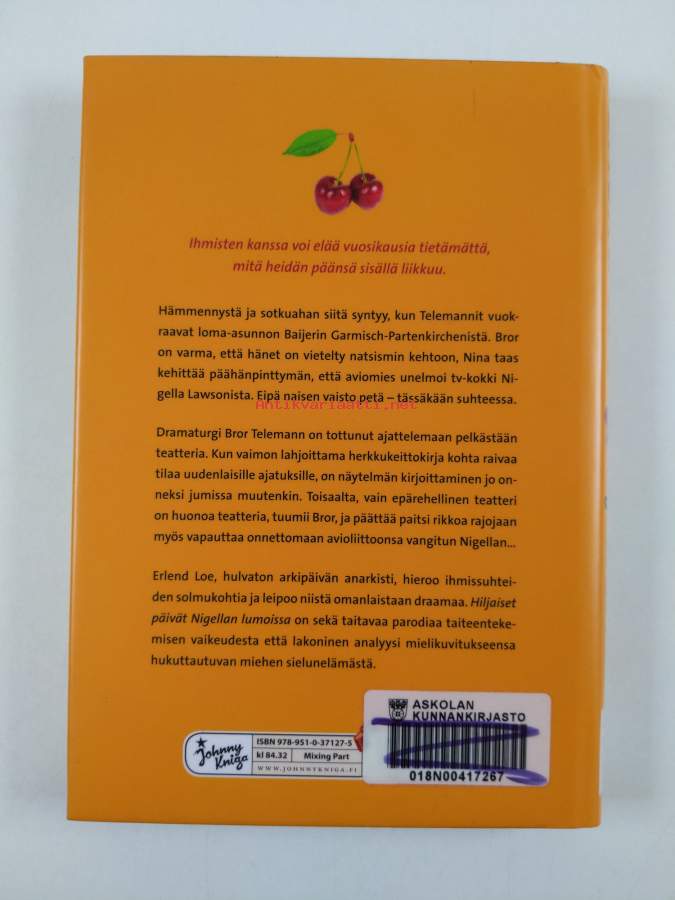 Ihmisten kanssa voi elää vuosikausia tietämättä,
mitä heidän päänsä sisällä liikkuu.
Hämmennystä ja sotkuahan siitä syntyy, kun Telemannit vuok-
raavat loma-asunnon Baijerin Garmisch-Partenkirchenistä. Bror
on varma, että hänet on vietelty natsismin kehtoon, Nina taas
kehittää päähänpinttymän, että aviomies unelmoi tv-kokki Ni-
gella Lawsonista. Eipä naisen vaisto petä – tässäkään suhteessa.
Antikvariaatti.net
Dramaturgi Bror Telemann on tottunut ajattelemaan pelkästään
teatteria. Kun vaimon lahjoittama herkkukeittokirja kohta raivaa
tilaa uudenlaisille ajatuksille, on näytelmän kirjoittaminen jo on-
neksi jumissa muutenkin. Toisaalta, vain epärehellinen teatteri
on huonoa teatteria, tuumii Bror, ja päättää paitsi rikkoa rajojaan
myös vapauttaa onnettomaan avioliittoonsa vangitun Nigellan...
Erlend Loe, hulvaton arkipäivän anarkisti, hieroo ihmissuhtei-
den solmukohtia ja leipoo niistä omanlaistaan draamaa. Hiljaiset
päivät Nigellan lumoissa on sekä taitavaa parodiaa taiteenteke-
misen vaikeudesta että lakoninen analyysi mielikuvitukseensa
hukuttautuvan miehen sielunelämästä.
Johnny
Kniga
ISBN 978-951-0-37127-5
kl 84.32 Mixing Part
WWW.JOHNNYKNIGA.FI
ASKOLAN
KUNNANKIRJASTO
018N00417267